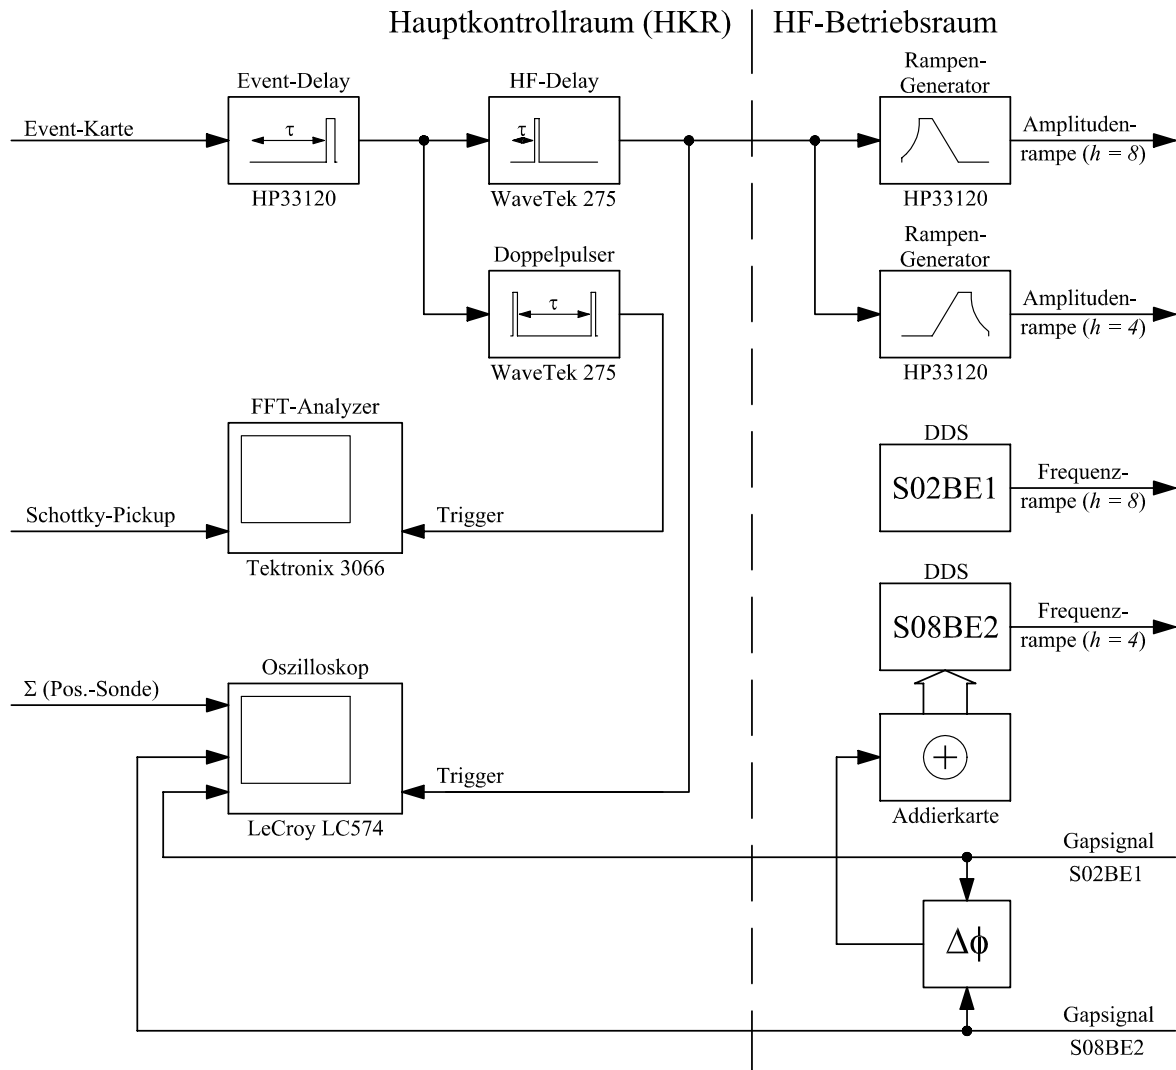 Hauptkontrollraum (HKR)
HF-Betriebsraum
Event-Karte
Event-Delay
τ
HP33120
HF-Delay
τ
WaveTek 275
Rampen-
Generator
HP33120
Amplituden-
rampe (h = 8)
Doppelpulser
τ
WaveTek 275
Rampen-
Generator
HP33120
Amplituden-
rampe (h = 4)
FFT-Analyzer
Schottky-Pickup
Trigger
Tektronix 3066
DDS
S02BE1
Frequenz-
rampe (h = 8)
DDS
S08BE2
Frequenz-
rampe (h = 4)
Oszilloskop
Σ (Pos.-Sonde)
Trigger
LeCroy LC574
+
Addierkarte
Gapsignal
S02BE1
Δϕ
Gapsignal
S08BE2